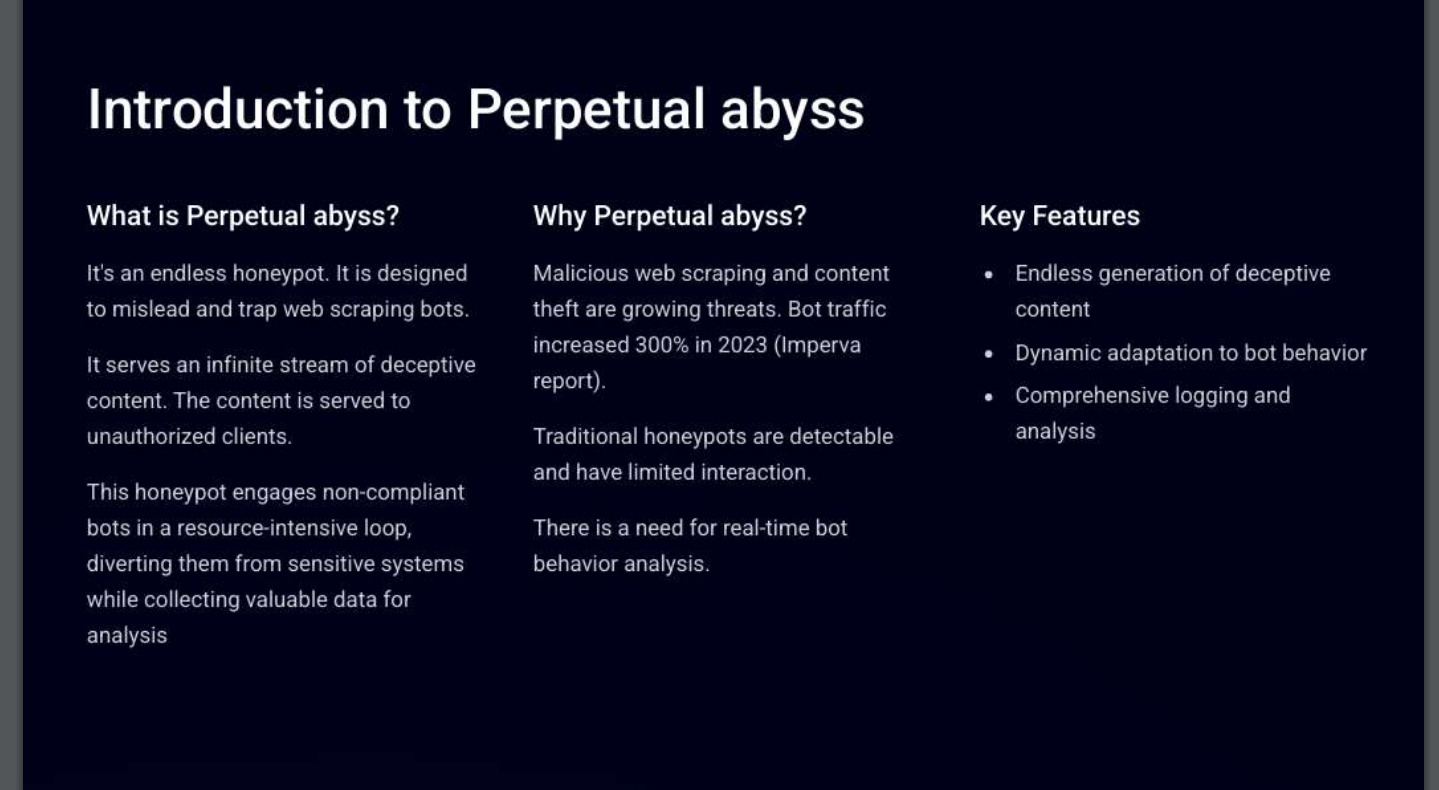 Introduction to Perpetual abyss
What is Perpetual abyss?
It's an endless honeypot. It is designed
to mislead and trap web scraping bots.
It serves an infinite stream of deceptive
content. The content is served to
unauthorized clients.
This honeypot engages non-compliant
bots in a resource-intensive loop,
diverting them from sensitive systems
while collecting valuable data for
analysis
Why Perpetual abyss?
Malicious web scraping and content
theft are growing threats. Bot traffic
increased 300% in 2023 (Imperva
report).
Traditional honeypots are detectable
and have limited interaction.
There is a need for real-time bot
behavior analysis.
Key Features
• Endless generation of deceptive
content
• Dynamic adaptation to bot behavior
• Comprehensive logging and
analysis